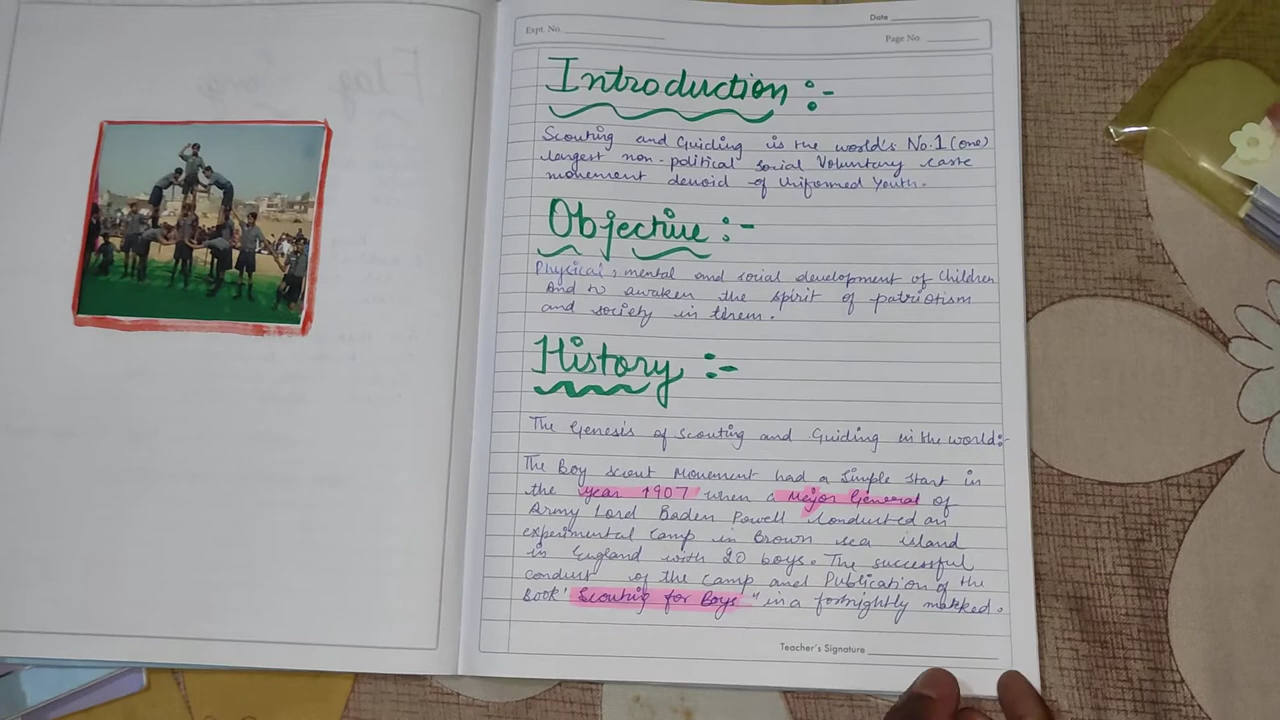 Date
Expt. No.
Page No.
Introduction :-
Scouting and Guiding is the world's No.1 (one)
largest non-political social Voluntary caste
movement denoid of Uniformed Youth.
Objective :-
Physical, mental and social development of Children
And to awaken the spirit of patriotism
and society in them.
History :-
The Genesis of Scouting and Guiding in the world:-
The Boy Scout Movement had a Simple Start in
the year 1907 when a Mejor General of
Army Lord Baden Powell conducted an
experimental Camp in Brown sea island
in England with 20 boys. The successful
conduct of the Camp and Publication of the
Book' Scouting for Boys" in a fortnightly matked.
Teacher's Signature